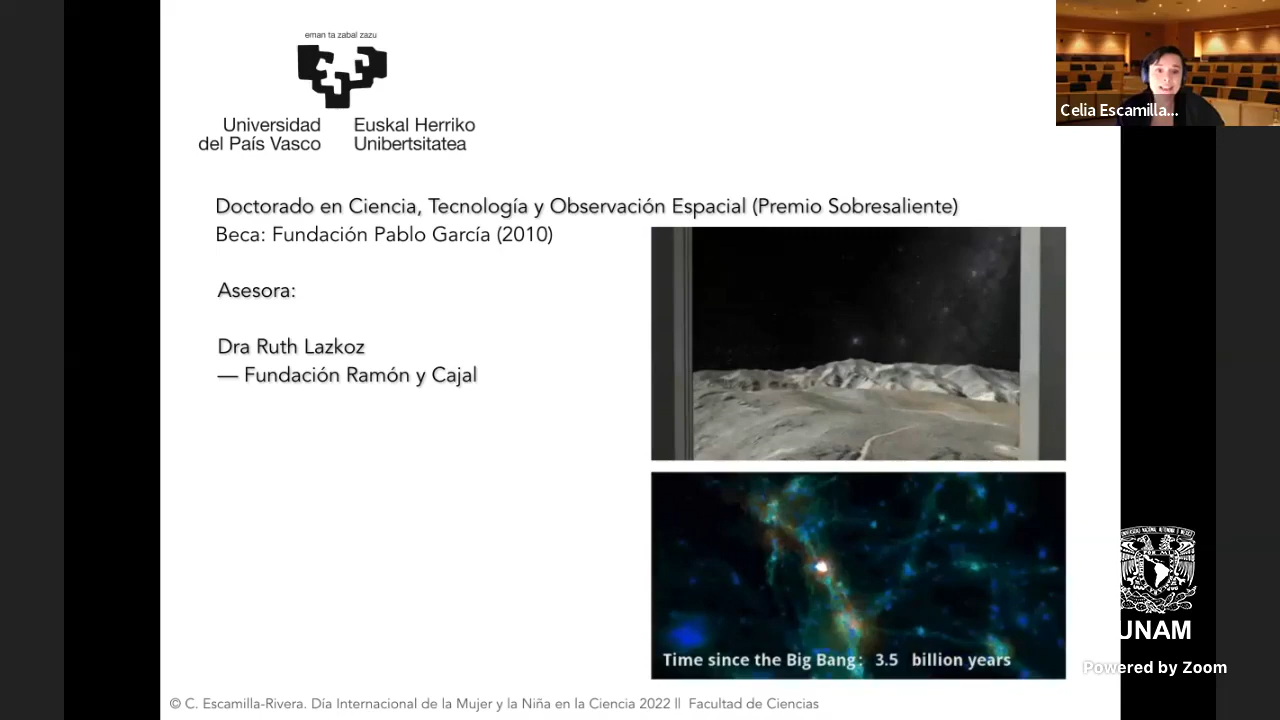 eman ta zabal zazu
Universidad
del País Vasco
Euskal Herriko
Unibertsitatea
Celia Escamilla...
Doctorado en Ciencia, Tecnología y Observación Espacial (Premio Sobresaliente)
Beca: Fundación Pablo García (2010)
Asesora:
Dra Ruth Lazkoz
— Fundación Ramón y Cajal
Time since the Big Bang: 3.5 billion years
UNAM
Powered by Zoom
© C. Escamilla-Rivera. Día Internacional de la Mujer y la Niña en la Ciencia 2022 || Facultad de Ciencias